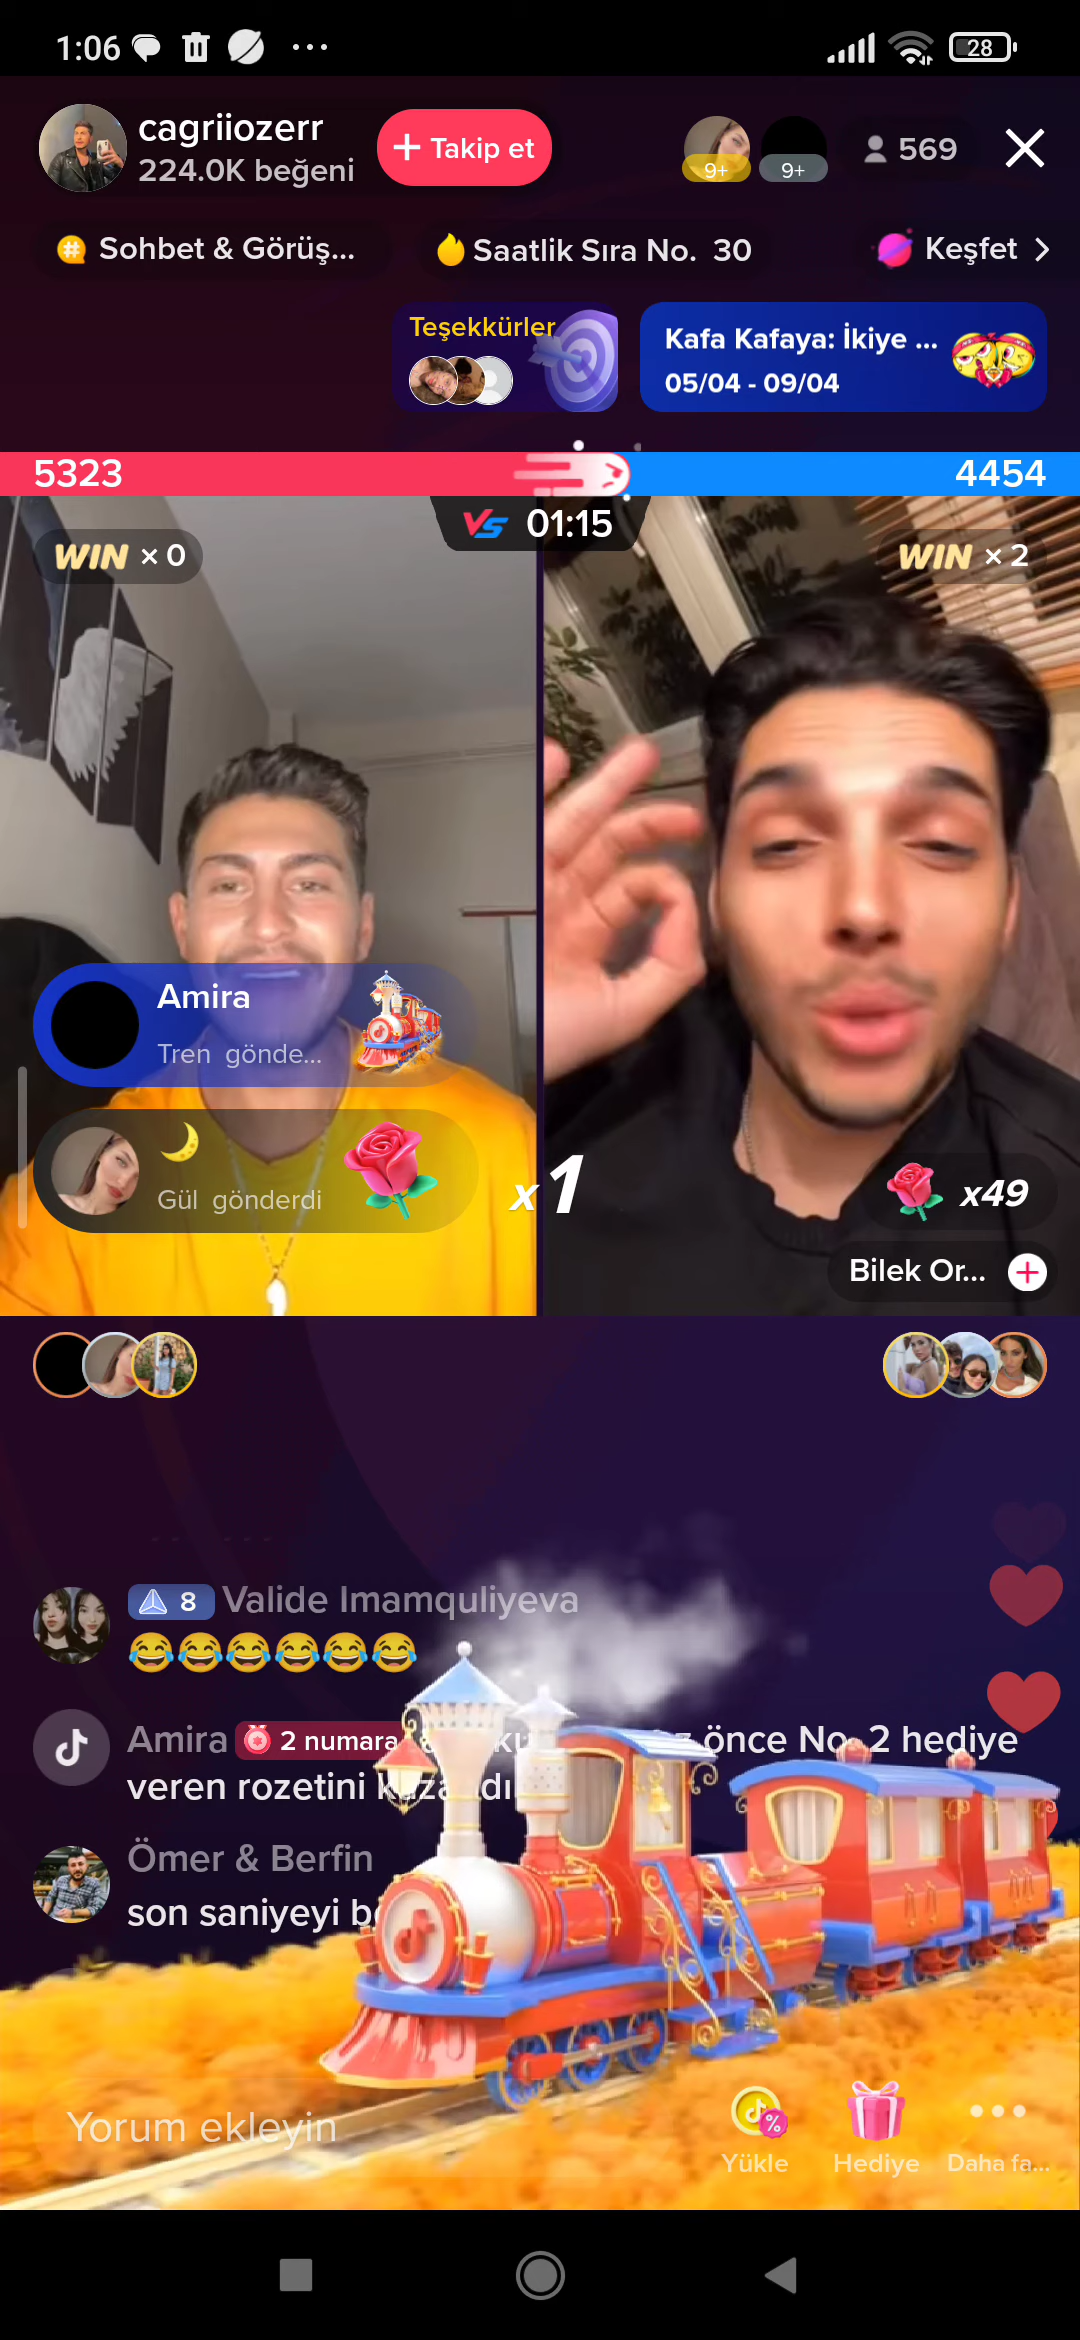 1:06
28
cagriiozerr
224.0K beğeni
+ Takip et
9+
9+
569
Sohbet & Görüş...
Saatlik Sıra No. 30
Keşfet >
Teşekkürler
Kafa Kafaya: İkiye ...
05/04 - 09/04
5323
4454
VS 01:15
WIN × 0
WIN × 2
Amira
Tren gönde...
Gül gönderdi
x1
x49
Bilek Or...
8 Valide Imamquliyeva
😂😂😂😂😂😂
Amira 2 numara önce No. 2 hediye
veren rozetini
Ömer & Berfin
son saniyeyi
Yorum ekleyin
Yükle
Hediye
Daha fa...